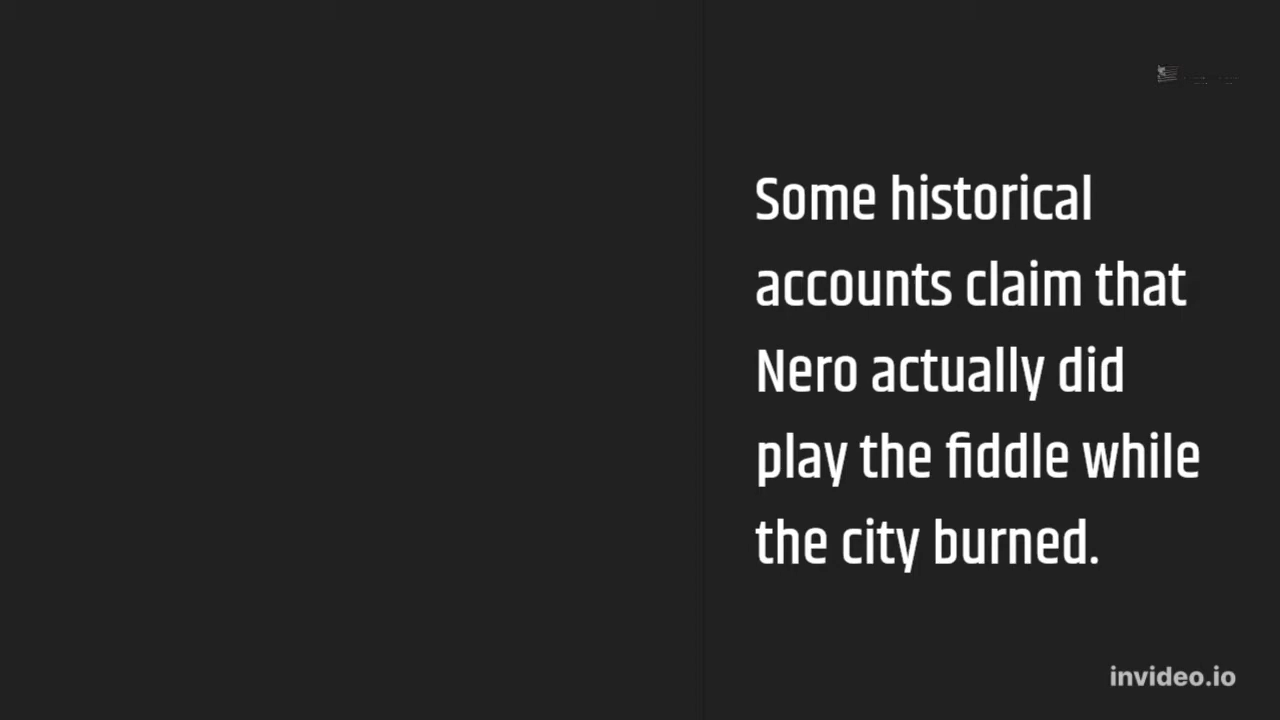 Some historical
accounts claim that
Nero actually did
play the fiddle while
the city burned.
invideo.io